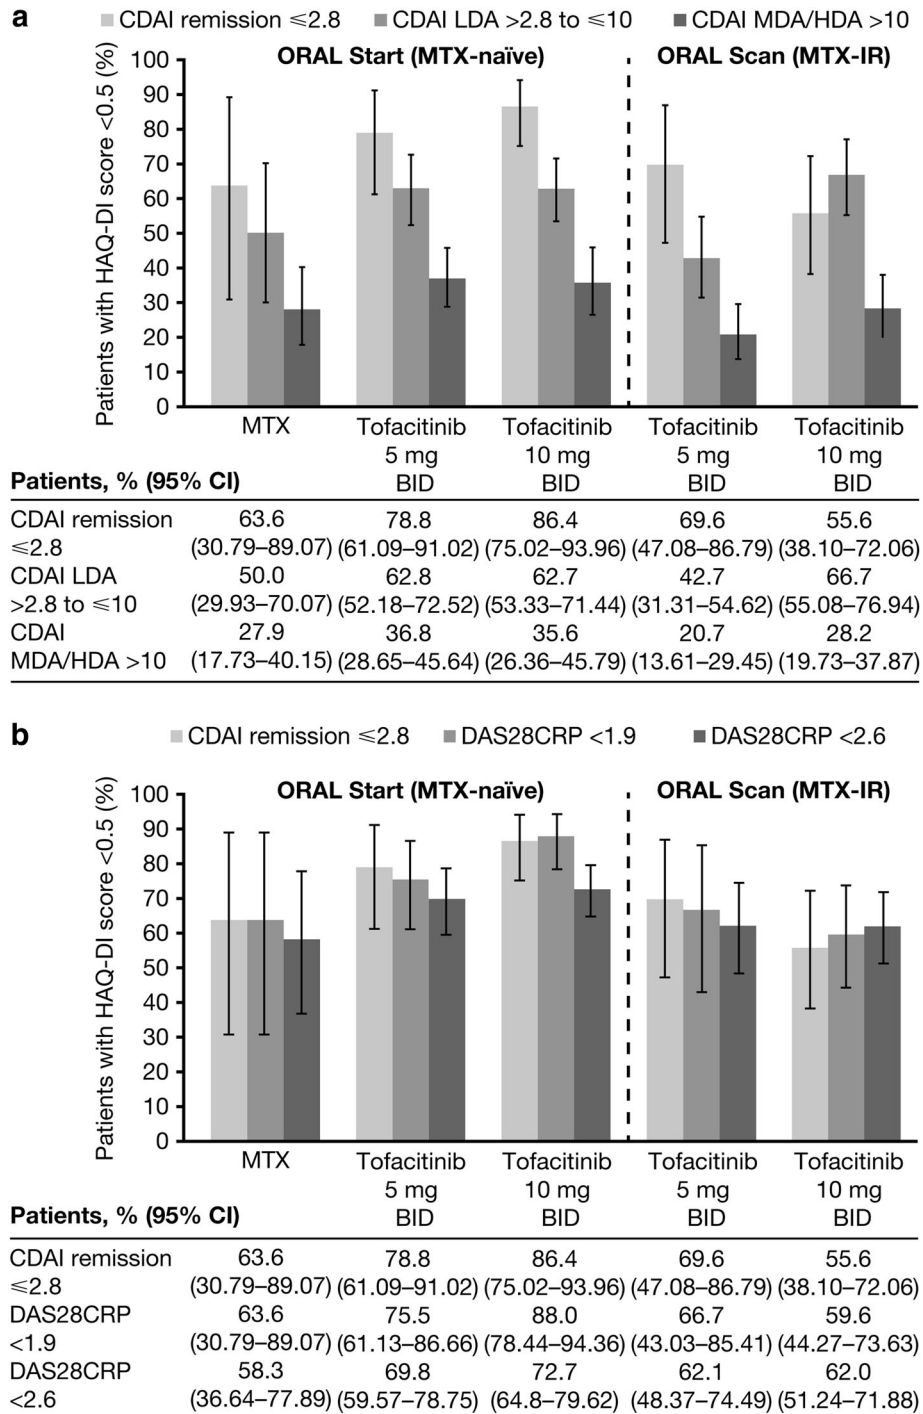 a
CDAI remission ⩽2.8 CDAI LDA >2.8 to ⩽10 CDAI MDA/HDA >10
ORAL Start (MTX-naïve) ORAL Scan (MTX-IR)
Patients with HAQ-DI score <0.5 (%)
100
90
80
70
60
50
40
30
20
10
0
MTX Tofacitinib Tofacitinib Tofacitinib Tofacitinib
5 mg 10 mg 5 mg 10 mg
Patients, % (95% CI) BID BID BID BID
CDAI remission 63.6 78.8 86.4 69.6 55.6
⩽2.8 (30.79–89.07) (61.09–91.02) (75.02–93.96) (47.08–86.79) (38.10–72.06)
CDAI LDA 50.0 62.8 62.7 42.7 66.7
>2.8 to ⩽10 (29.93–70.07) (52.18–72.52) (53.33–71.44) (31.31–54.62) (55.08–76.94)
CDAI 27.9 36.8 35.6 20.7 28.2
MDA/HDA >10 (17.73–40.15) (28.65–45.64) (26.36–45.79) (13.61–29.45) (19.73–37.87)
b
CDAI remission ⩽2.8 DAS28CRP <1.9 DAS28CRP <2.6
ORAL Start (MTX-naïve) ORAL Scan (MTX-IR)
Patients with HAQ-DI score <0.5 (%)
100
90
80
70
60
50
40
30
20
10
0
MTX Tofacitinib Tofacitinib Tofacitinib Tofacitinib
5 mg 10 mg 5 mg 10 mg
Patients, % (95% CI) BID BID BID BID
CDAI remission 63.6 78.8 86.4 69.6 55.6
⩽2.8 (30.79–89.07) (61.09–91.02) (75.02–93.96) (47.08–86.79) (38.10–72.06)
DAS28CRP 63.6 75.5 88.0 66.7 59.6
<1.9 (30.79–89.07) (61.13–86.66) (78.44–94.36) (43.03–85.41) (44.27–73.63)
DAS28CRP 58.3 69.8 72.7 62.1 62.0
<2.6 (36.64–77.89) (59.57–78.75) (64.8–79.62) (48.37–74.49) (51.24–71.88)